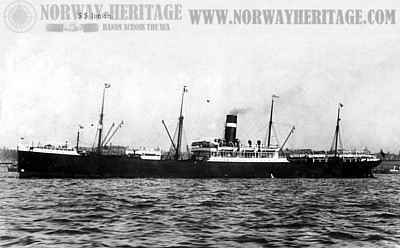 NORWAY HERITAGE
HANDS ACROSS THE SEA
WWW.NORWAYHERITAGE.COM